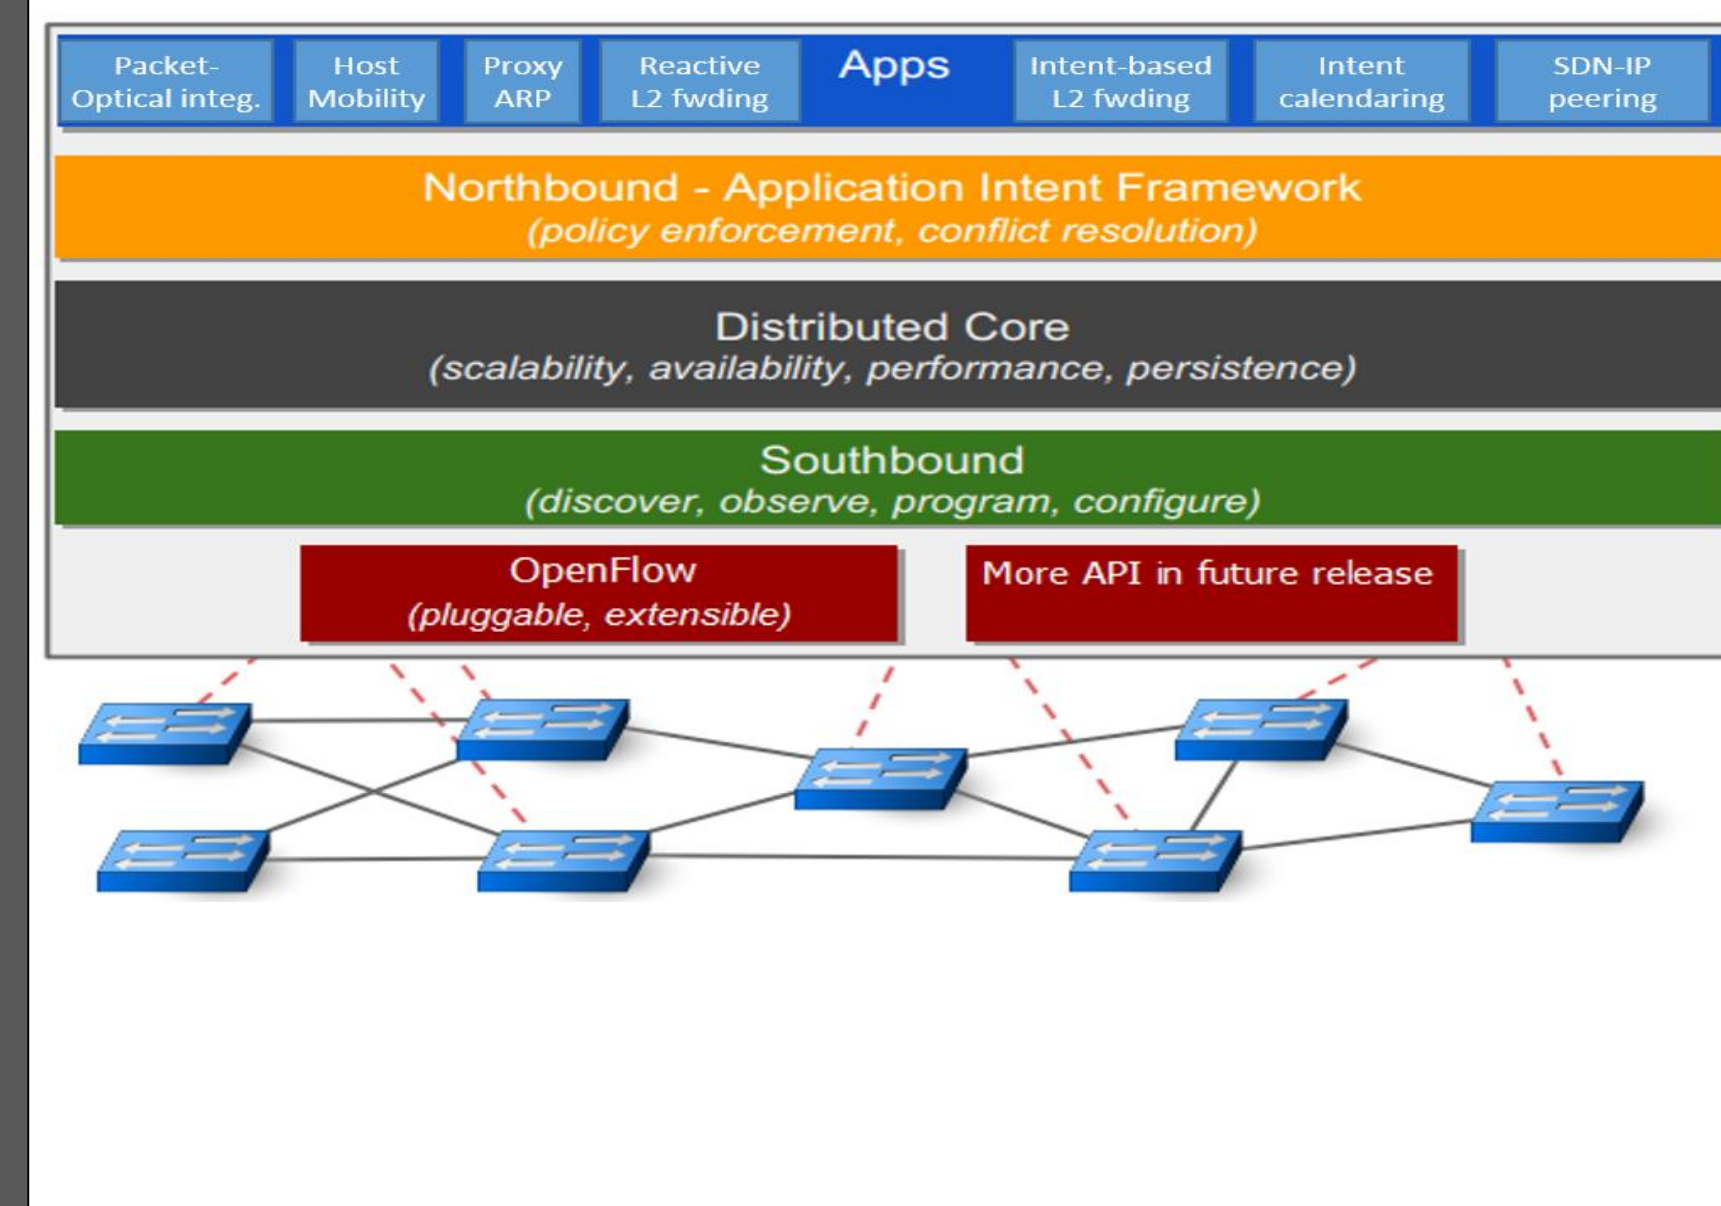 Packet-
Optical integ.
Host
Mobility
Proxy
ARP
Reactive
L2 fwding
Apps
Intent-based
L2 fwding
Intent
calendaring
SDN-IP
peering
Northbound - Application Intent Framework
(policy enforcement, conflict resolution)
Distributed Core
(scalability, availability, performance, persistence)
Southbound
(discover, observe, program, configure)
OpenFlow
(pluggable, extensible)
More API in future release